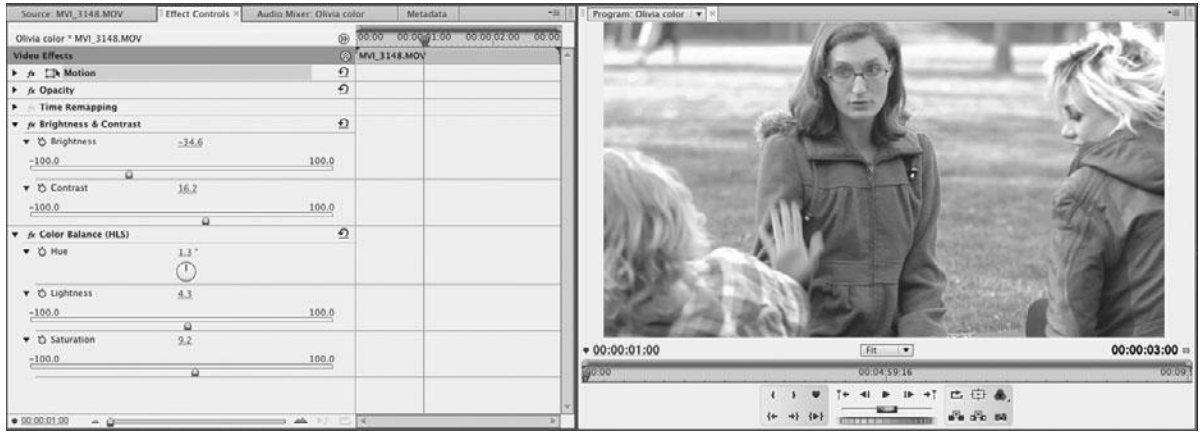 Source: MVI_3148.MOV
Effect Controls
Audio Mixer: Olivia color
Metadata
Olivia color * MVI_3148.MOV
:00:00 00:00:01:00 00:00:02:00 00:00
Video Effects
MVI_3148.MOV
fx Motion
fx Opacity
Time Remapping
fx Brightness & Contrast
Brightness -34.6
-100.0 100.0
Contrast 16.2
-100.0 100.0
fx Color Balance (HLS)
Hue 1.3 °
Lightness 4.3
-100.0 100.0
Saturation 9.2
-100.0 100.0
00:00:01:00
Program: Olivia color
00:00:01:00 Fit 00:00:03:00
00:00 00:04:59:16 00:09: